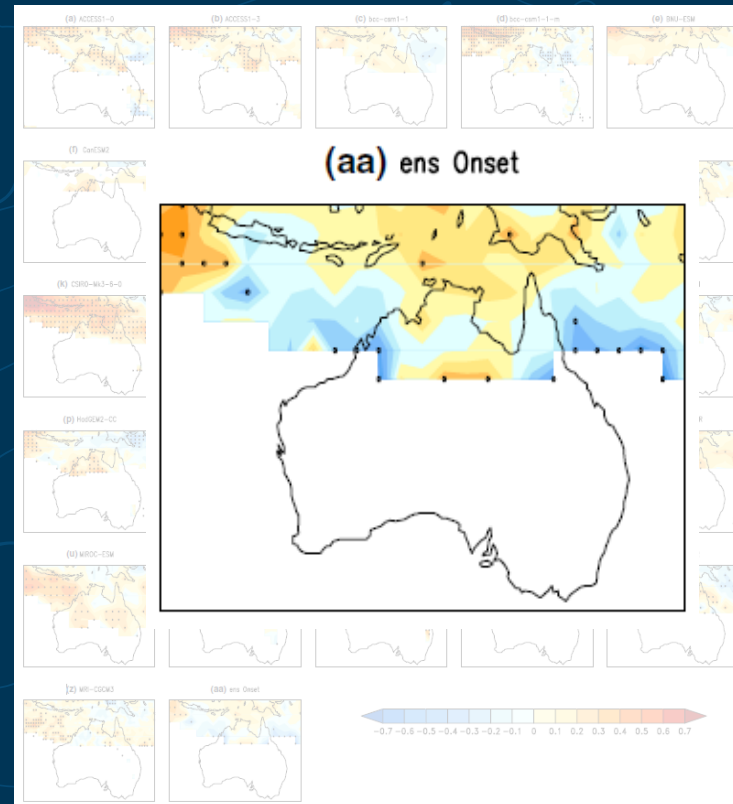 (a) ACCESS1-0
(b) ACCESS1-3
(c) bcc-csm1-1
(d) bcc-csm1-1-m
(e) BNU-ESM
(f) CanESM2
(aa) ens Onset
(k) CSIRO-Mk3-6-0
(p) HadGEM2-CC
(u) MIROC-ESM
(z) MRI-CGCM3
(aa) ens Onset
-0.7 -0.6 -0.5 -0.4 -0.3 -0.2 -0.1 0 0.1 0.2 0.3 0.4 0.5 0.6 0.7